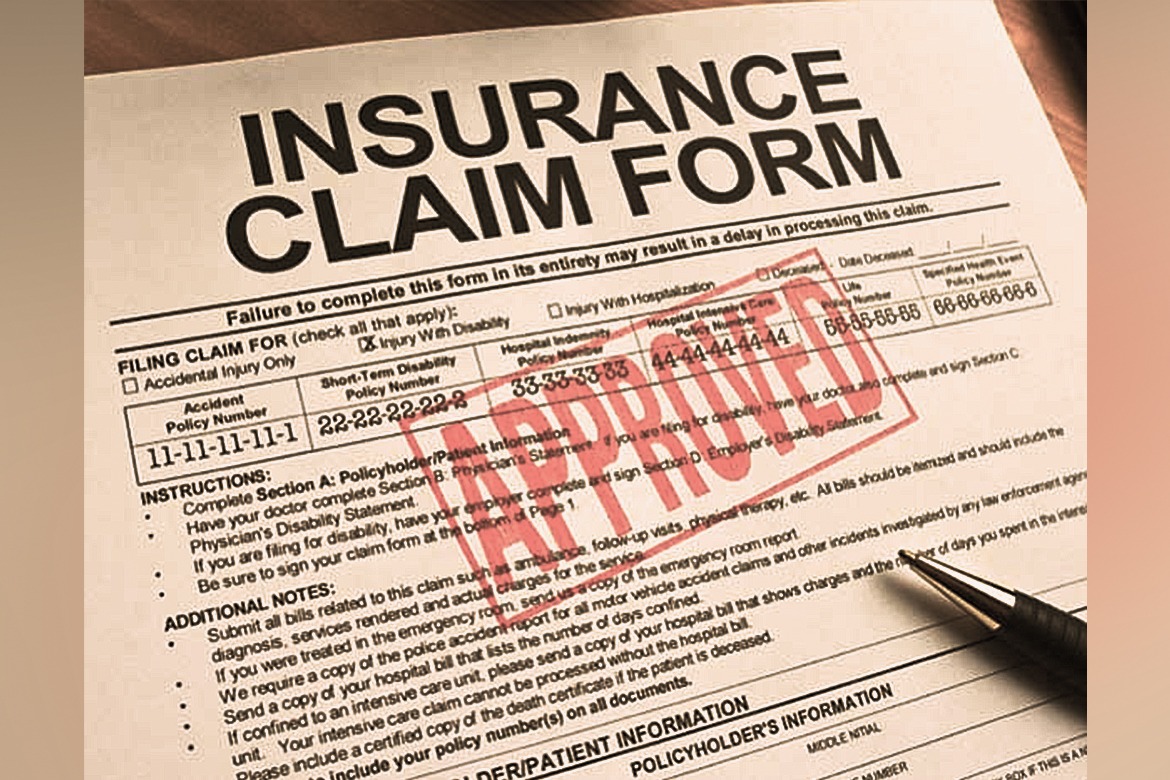 INSURANCE
CLAIM FORM
Failure to complete this form in its entirety may result in a delay in processing this claim.
FILING CLAIM FOR (check all that apply):
Accidental Injury Only
X Injury With Disability
Injury With Hospitalization
Deceased
Date Deceased
Accident
Policy Number
11-11-11-11-1
Short-Term Disability
Policy Number
22-22-22-22-2
Hospital Indemnity
Policy Number
33-33-33-33
Hospital Intensive Care
Policy Number
44-44-44-44-44
Life
Policy Number
Specified Health Event
Policy Number
66-66-66-66-6
APPROVED
INSTRUCTIONS:
• Complete Section A: Policyholder/Patient Information
• Have your doctor complete Section B: Physician's Statement. If you are filing for disability, have your doctor also complete and sign Section C:
Physician's Disability Statement.
• If you are filing for disability, have your employer complete and sign Section D: Employer's Disability Statement.
• Be sure to sign your claim form at the bottom of Page 1.
ADDITIONAL NOTES:
• Submit all bills related to this claim such as ambulance, follow-up visits, physical therapy, etc. All bills should be itemized and should include the
diagnosis, services rendered and actual charges for the service.
• If you were treated in the emergency room, send us a copy of the emergency room report.
• We require a copy of the police accident report for all motor vehicle accident claims and other incidents investigated by any law enforcement
• Send a copy of your hospital bill that lists the number of days confined.
• If confined to an intensive care unit, please send a copy of your hospital bill that shows charges and the of days you spent in the
unit. Your intensive care claim cannot be processed without the hospital bill.
Please include a certified copy of the death certificate if the patient is deceased.
include your policy number(s) on all documents.
/PATIENT INFORMATION
POLICYHOLDER'S INFORMATION
MIDDLE INITIAL
NUMBER
BOX IF THIS IS A